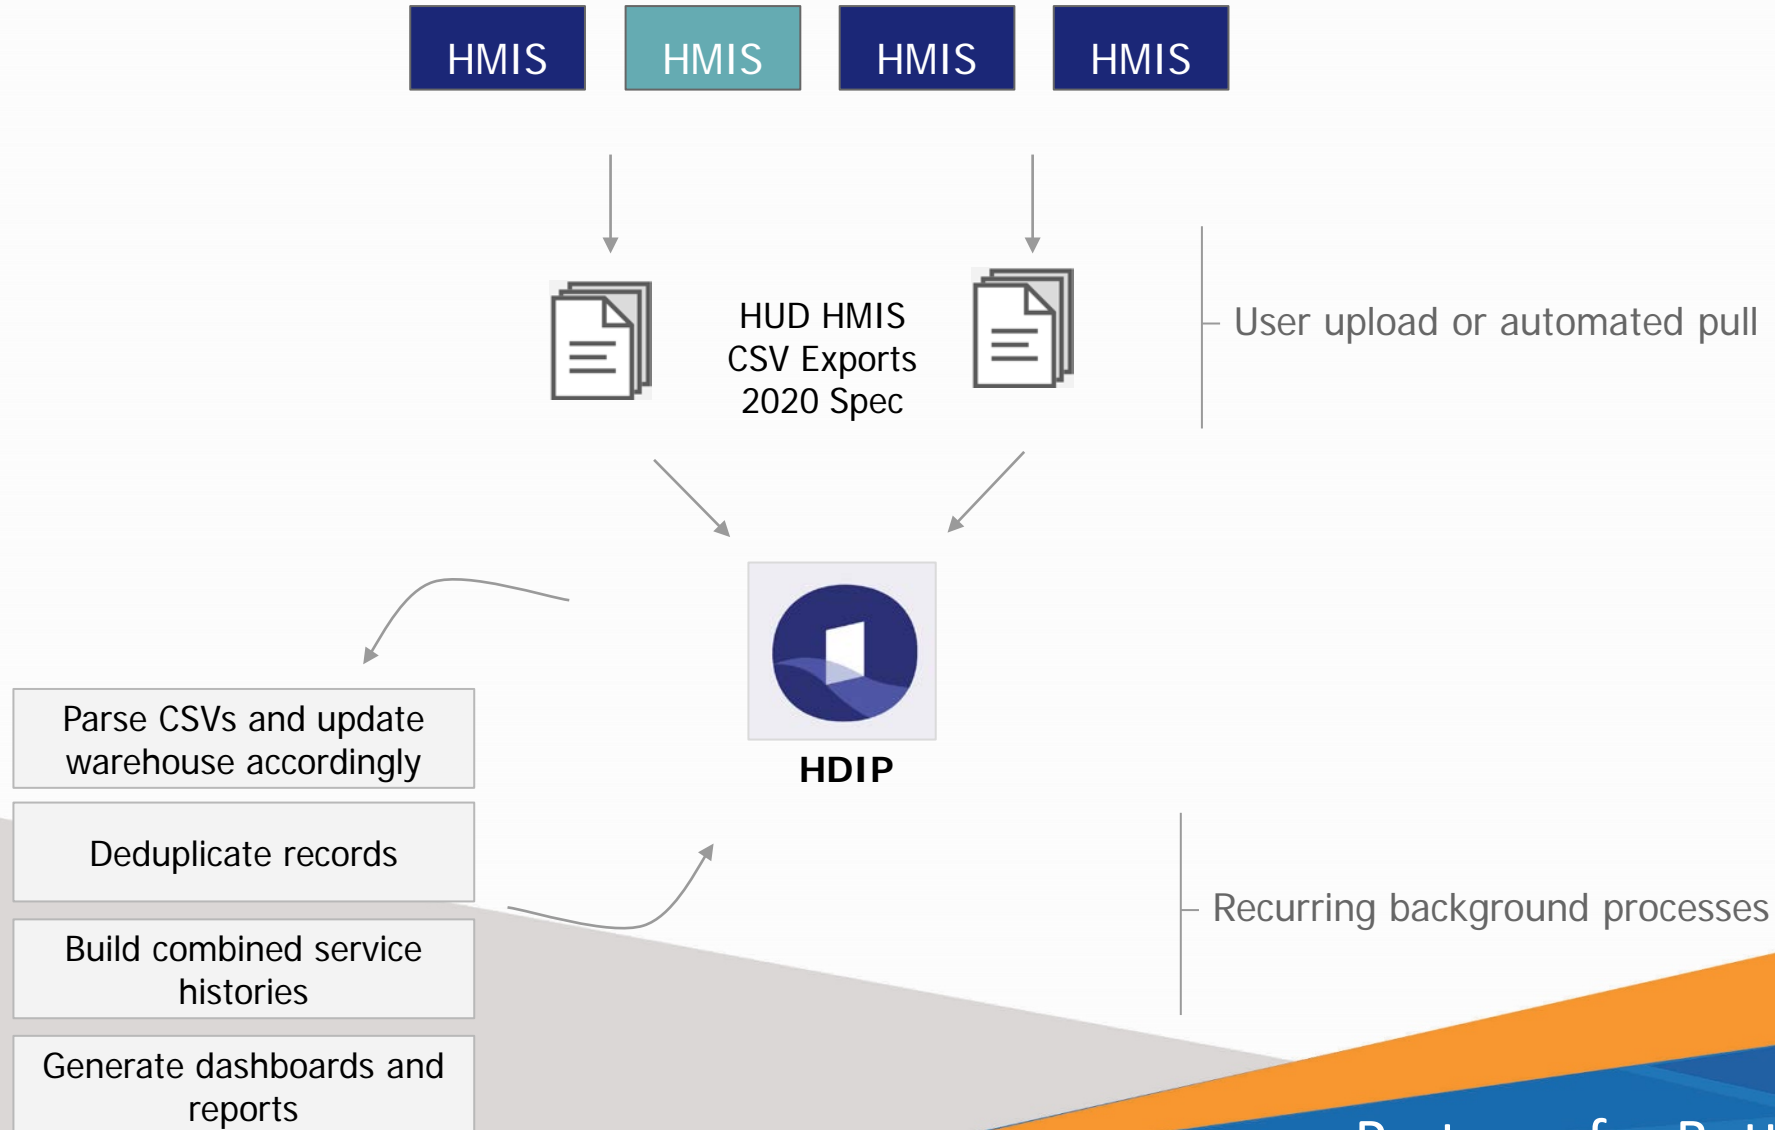 HMIS
HMIS
HMIS
HMIS
HUD HMIS
CSV Exports
2020 Spec
User upload or automated pull
HDIP
Parse CSVs and update
warehouse accordingly
Deduplicate records
Build combined service
histories
Generate dashboards and
reports
Recurring background processes